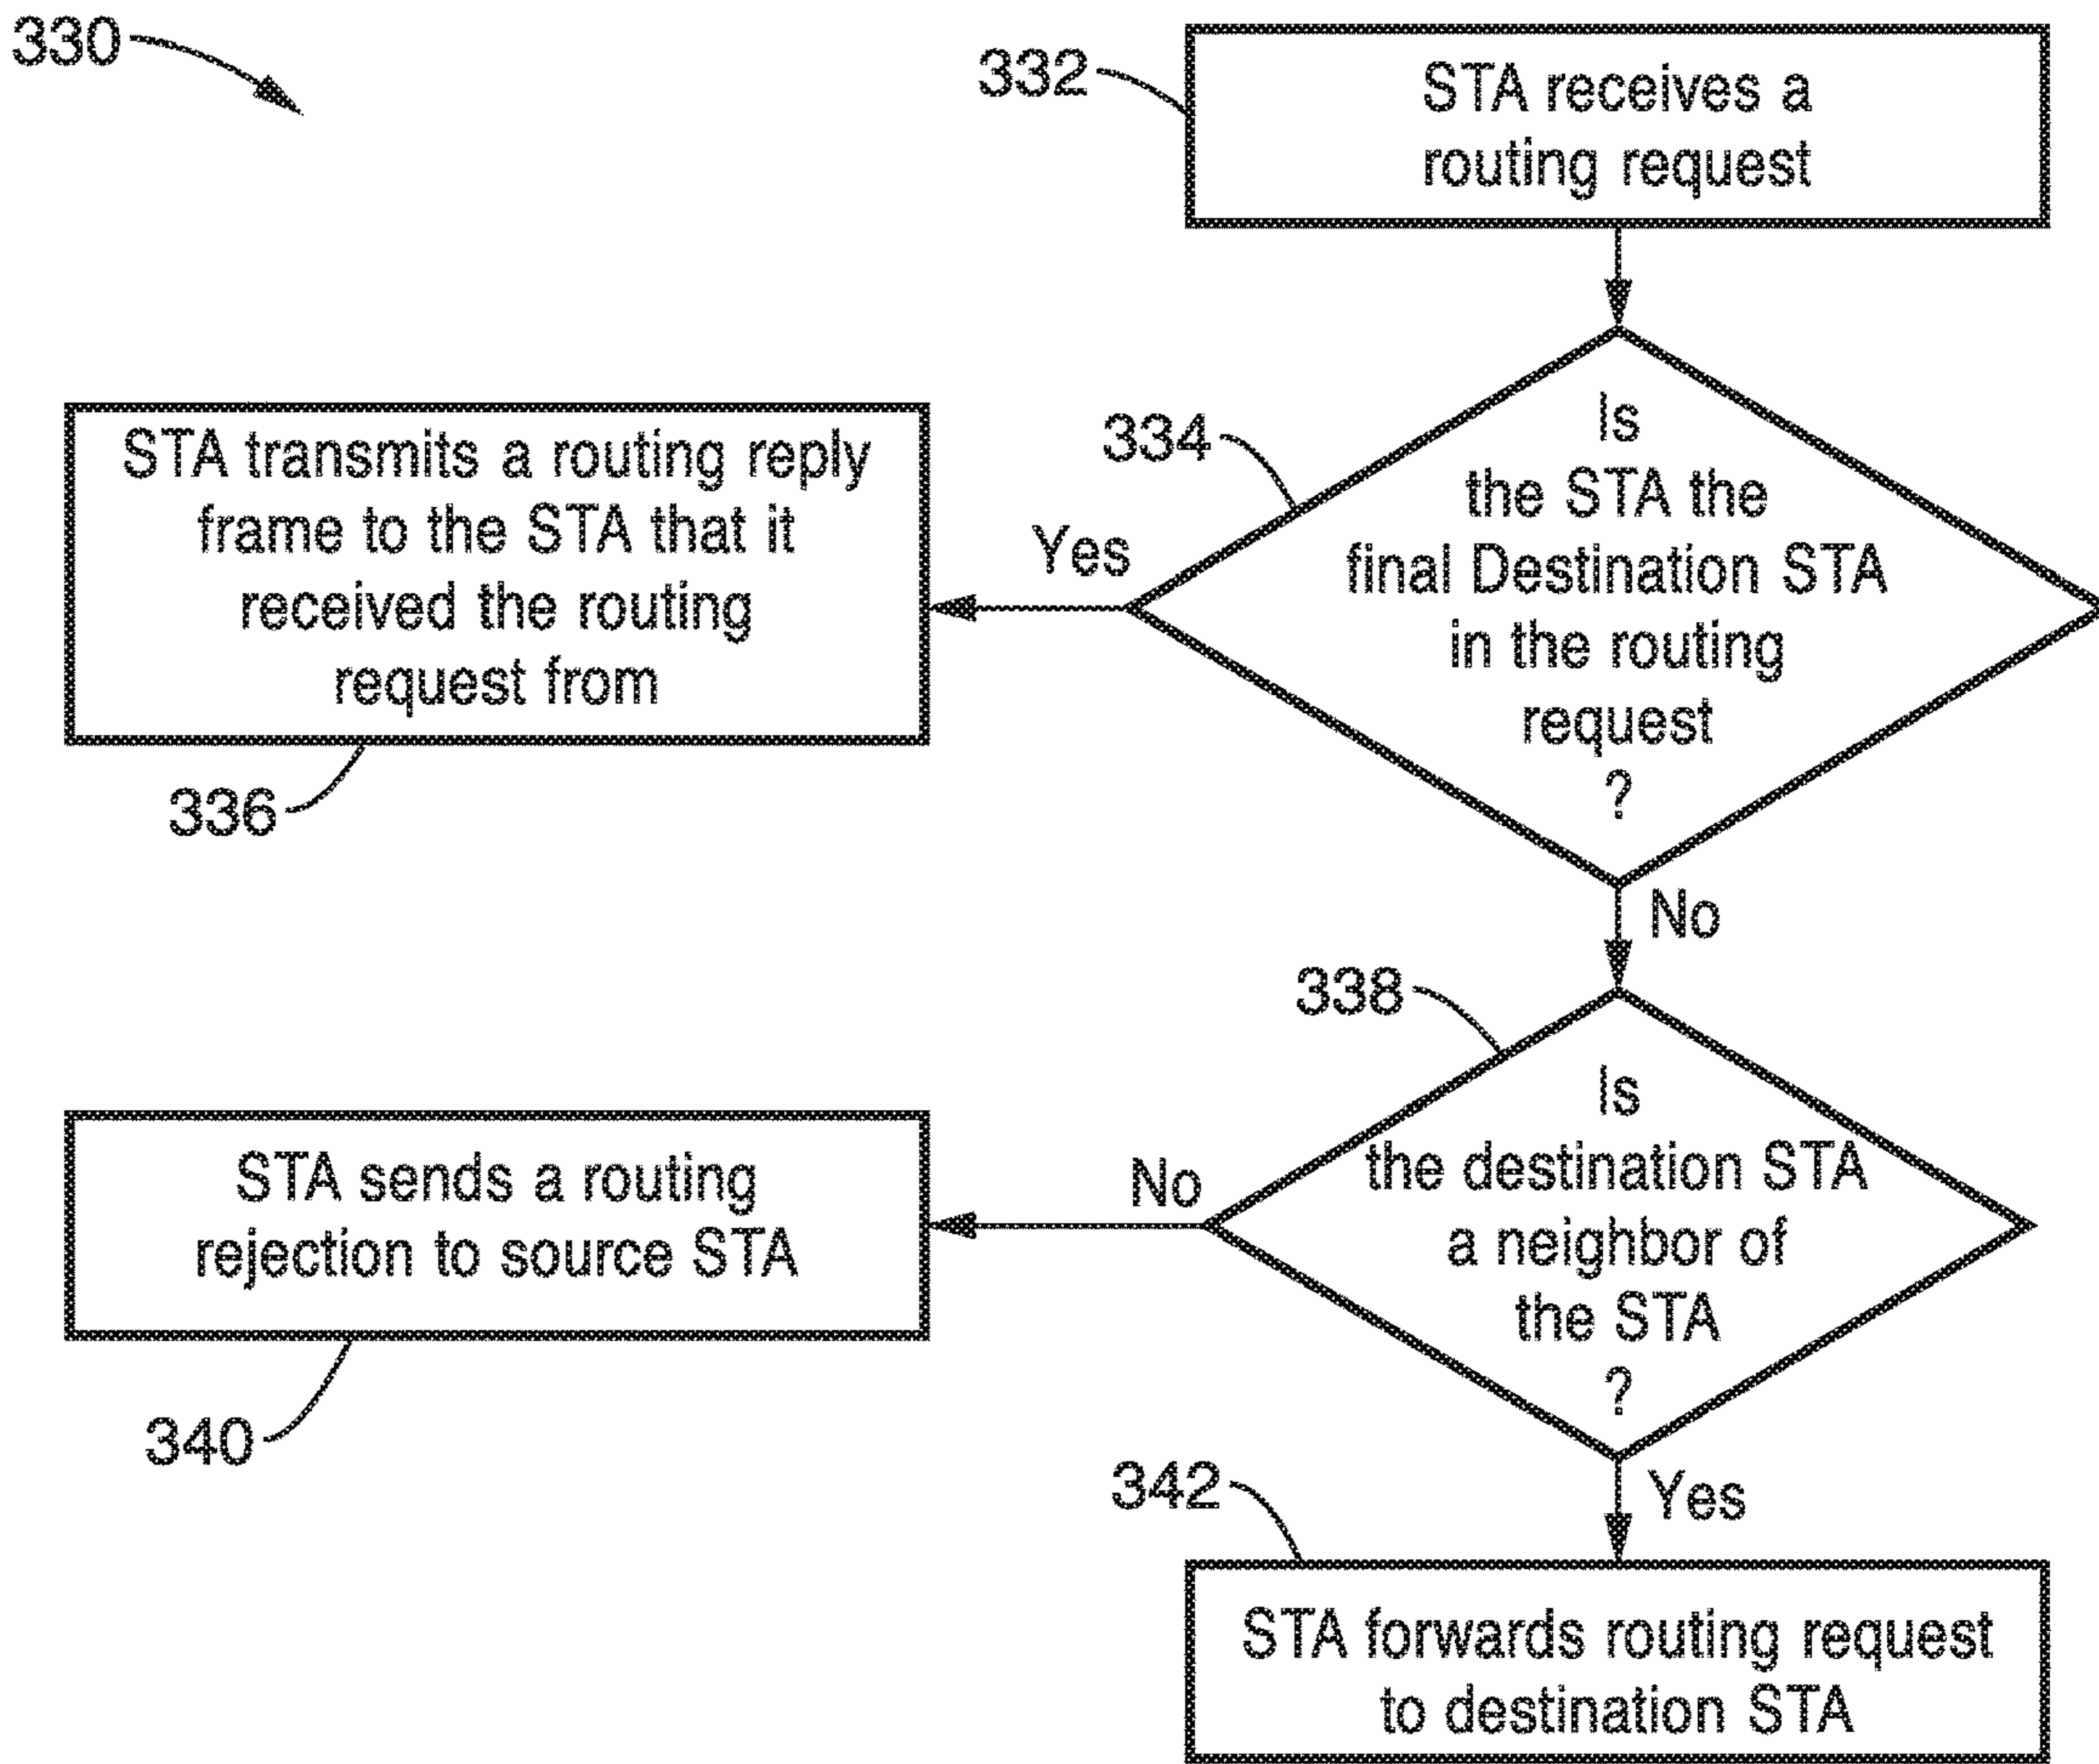 330
332
STA receives a
routing request
334
Is
the STA the
final Destination STA
in the routing
request
?
Yes
STA transmits a routing reply
frame to the STA that it
received the routing
request from
336
No
338
Is
the destination STA
a neighbor of
the STA
?
No
STA sends a routing
rejection to source STA
340
Yes
342
STA forwards routing request
to destination STA